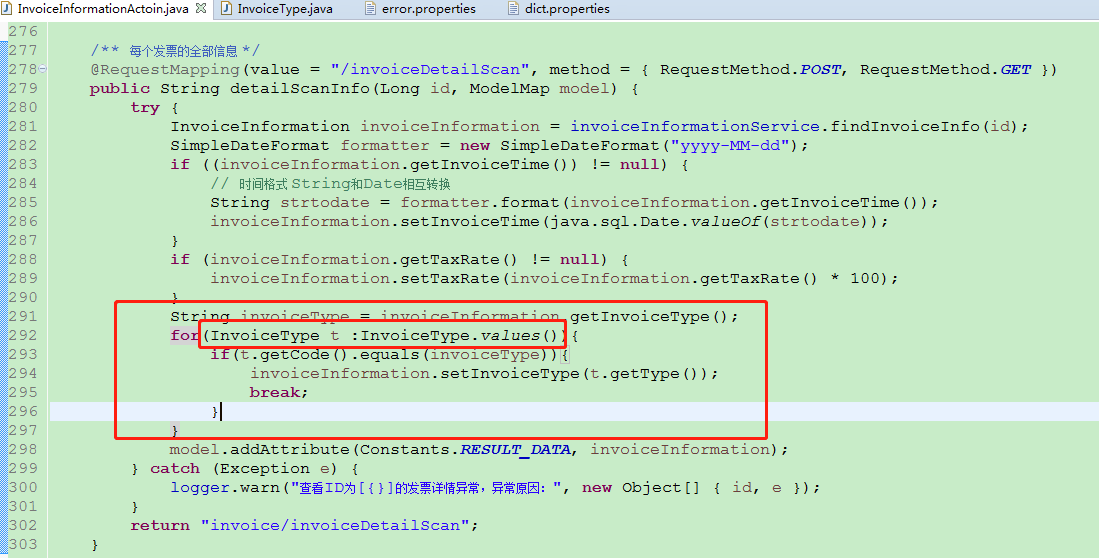 InvoiceInformationActoin.java InvoiceType.java error.properties dict.properties
276
277 /** 每个发票的全部信息 */
278 @RequestMapping(value = "/invoiceDetailScan", method = { RequestMethod.POST, RequestMethod.GET })
279 public String detailScanInfo(Long id, ModelMap model) {
280 try {
281 InvoiceInformation invoiceInformation = invoiceInformationService.findInvoiceInfo(id);
282 SimpleDateFormat formatter = new SimpleDateFormat("yyyy-MM-dd");
283 if ((invoiceInformation.getInvoiceTime()) != null) {
284 // 时间格式 String和Date相互转换
285 String strtodate = formatter.format(invoiceInformation.getInvoiceTime());
286 invoiceInformation.setInvoiceTime(java.sql.Date.valueOf(strtodate));
287 }
288 if (invoiceInformation.getTaxRate() != null) {
289 invoiceInformation.setTaxRate(invoiceInformation.getTaxRate() * 100);
290 }
291 String invoiceType = invoiceInformation.getInvoiceType();
292 for(InvoiceType t :InvoiceType.values()){
293 if(t.getCode().equals(invoiceType)){
294 invoiceInformation.setInvoiceType(t.getType());
295 break;
296 }
297 }
298 model.addAttribute(Constants.RESULT_DATA, invoiceInformation);
299 } catch (Exception e) {
300 logger.warn("查看ID为[{}]的发票详情异常,异常原因: ", new Object[] { id, e });
301 }
302 return "invoice/invoiceDetailScan";
303 }